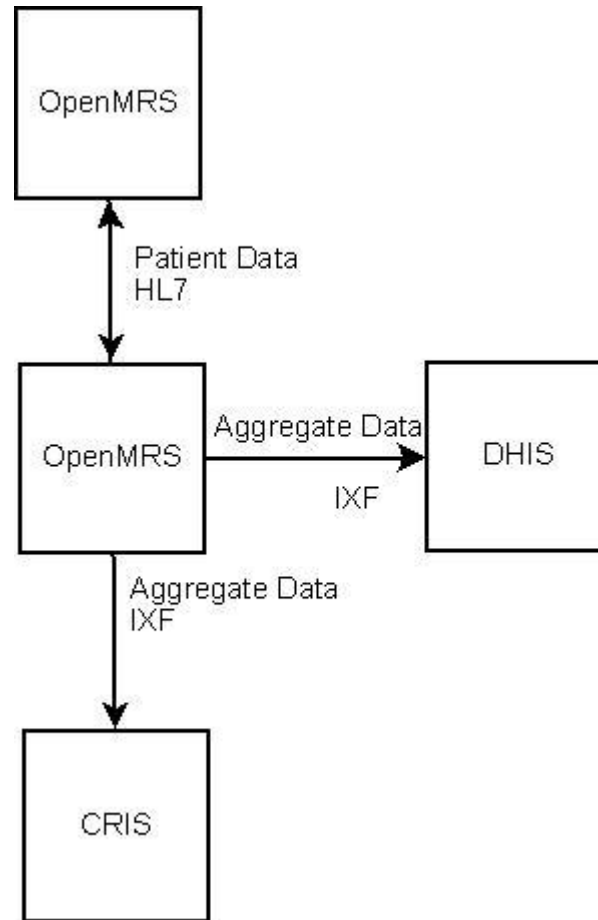 OpenMRS
Patient Data
HL7
OpenMRS
Aggregate Data
IXF
DHIS
Aggregate Data
IXF
CRIS